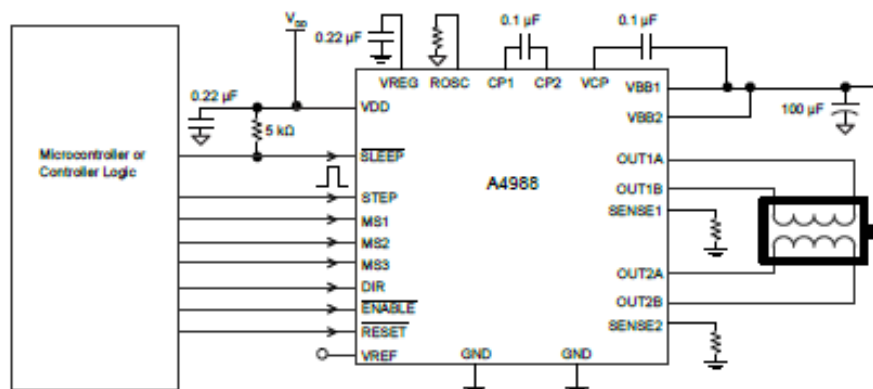 V_DD
0.22 µF
0.22 µF
5 kΩ
0.1 µF
0.1 µF
100 µF
VREG
ROSC
CP1
CP2
VCP
VDD
VBB1
VBB2
Microcontroller or
Controller Logic
A4988
SLEEP
STEP
MS1
MS2
MS3
DIR
ENABLE
RESET
VREF
GND
GND
OUT1A
OUT1B
SENSE1
OUT2A
OUT2B
SENSE2